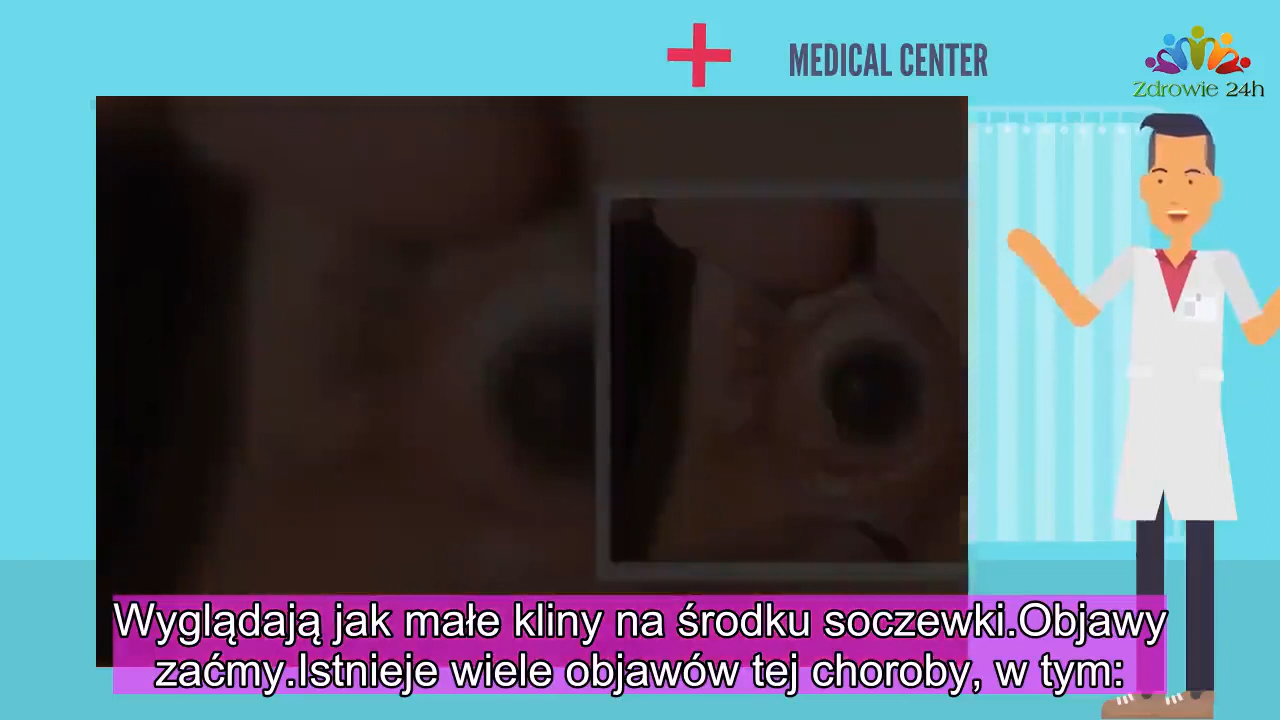 MEDICAL CENTER
Zdrowie 24h
Wyglądają jak małe kliny na środku soczewki.Objawy
zaćmy.Istnieje wiele objawów tej choroby, w tym: